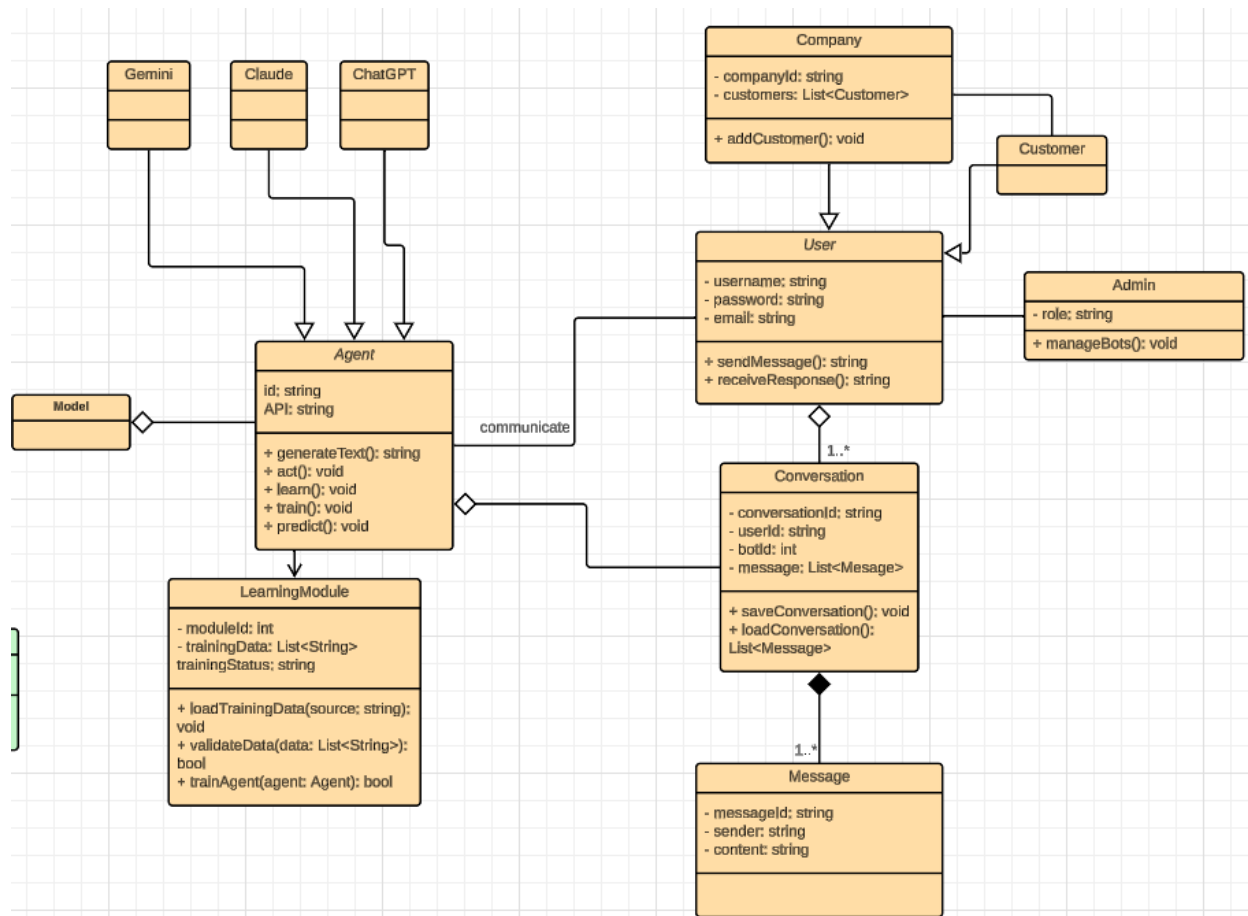 Gemini
Claude
ChatGPT
Company
- companyId: string
- customers: List<Customer>
+ addCustomer(): void
Customer
User
- username: string
- password: string
- email: string
+ sendMessage(): string
+ receiveResponse(): string
Admin
- role: string
+ manageBots(): void
Agent
id: string
API: string
+ generateText(): string
+ act(): void
+ learn(): void
+ train(): void
+ predict(): void
Model
communicate
1..*
Conversation
- conversationId: string
- userId: string
- botId: int
- message: List<Mesage>
+ saveConversation(): void
+ loadConversation():
List<Message>
LearningModule
- moduleId: int
- trainingData: List<String>
trainingStatus: string
+ loadTrainingData(source: string):
void
+ validateData(data: List<String>):
bool
+ trainAgent(agent: Agent): bool
1..*
Message
- messageId: string
- sender: string
- content: string